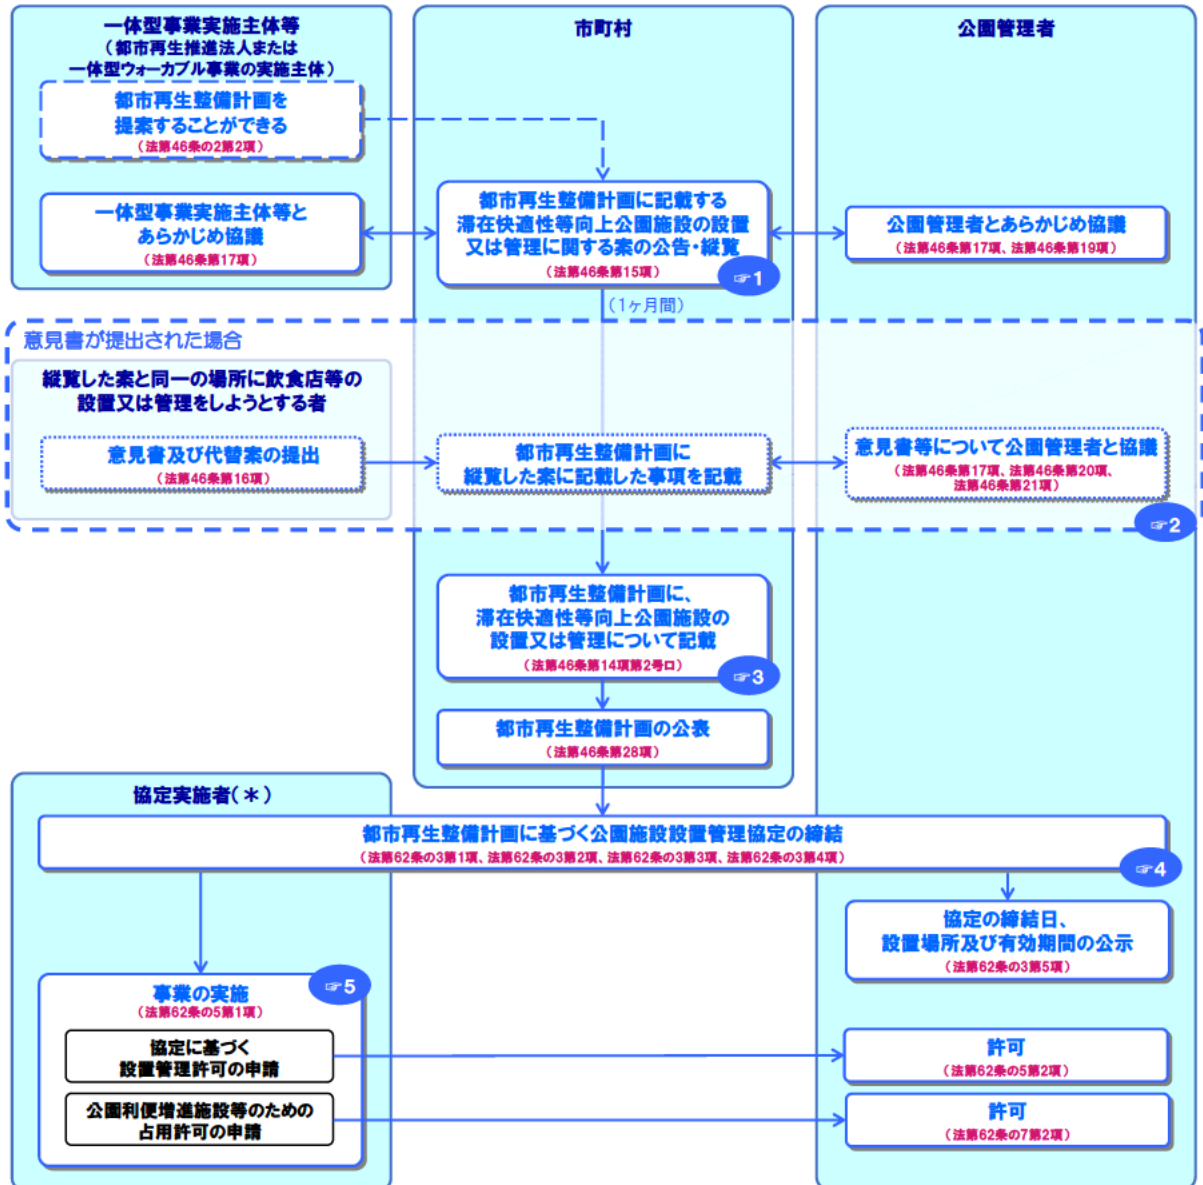 一体型事業実施主体等
（都市再生推進法人または
一体型ウォーカブル事業の実施主体）
都市再生整備計画を
提案することができる
（法第46条の2第2項）
一体型事業実施主体等と
あらかじめ協議
（法第46条第17項）
市町村
都市再生整備計画に記載する
滞在快適性等向上公園施設の設置
又は管理に関する案の公告・縦覧
（法第46条第15項）
☞1
（1ヶ月間）
公園管理者
公園管理者とあらかじめ協議
（法第46条第17項、法第46条第19項）
意見書が提出された場合
縦覧した案と同一の場所に飲食店等の
設置又は管理をしようとする者
意見書及び代替案の提出
（法第46条第16項）
都市再生整備計画に
縦覧した案に記載した事項を記載
意見書等について公園管理者と協議
（法第46条第17項、法第46条第20項、
法第46条第21項）
☞2
都市再生整備計画に、
滞在快適性等向上公園施設の
設置又は管理について記載
（法第46条第14項第2号ロ）
☞3
都市再生整備計画の公表
（法第46条第28項）
協定実施者（＊）
都市再生整備計画に基づく公園施設設置管理協定の締結
（法第62条の3第1項、法第62条の3第2項、法第62条の3第3項、法第62条の3第4項）
☞4
協定の締結日、
設置場所及び有効期間の公示
（法第62条の3第5項）
☞5
事業の実施
（法第62条の5第1項）
協定に基づく
設置管理許可の申請
公園利便増進施設等のための
占用許可の申請
許可
（法第62条の5第2項）
許可
（法第62条の7第2項）